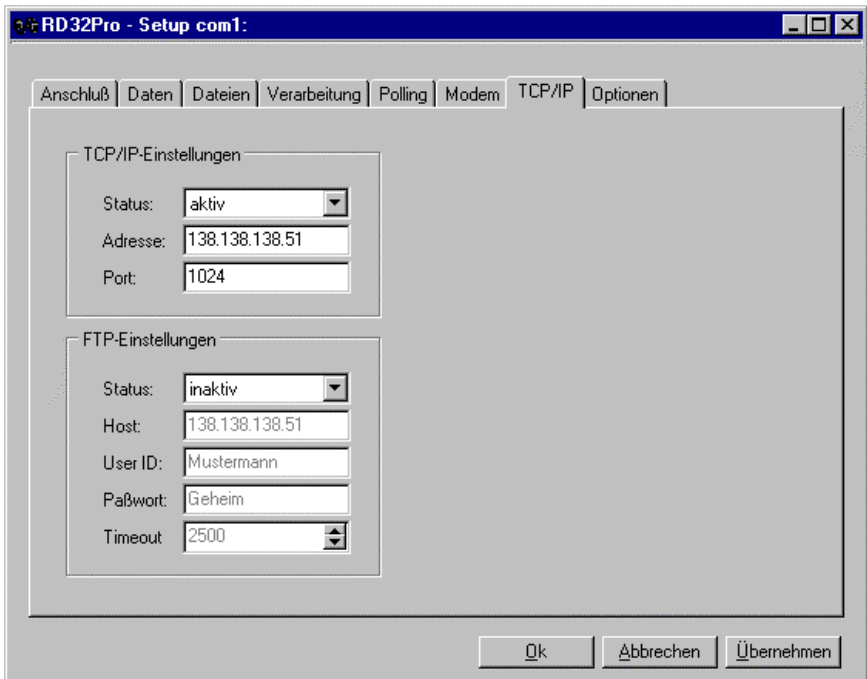 RD32Pro - Setup com1:
Anschluß Daten Dateien Verarbeitung Polling Modem TCP/IP Optionen
TCP/IP-Einstellungen
Status: aktiv
Adresse: 138.138.138.51
Port: 1024
FTP-Einstellungen
Status: inaktiv
Host: 138.138.138.51
User ID: Mustermann
Paßwort: Geheim
Timeout 2500
Ok Abbrechen Übernehmen